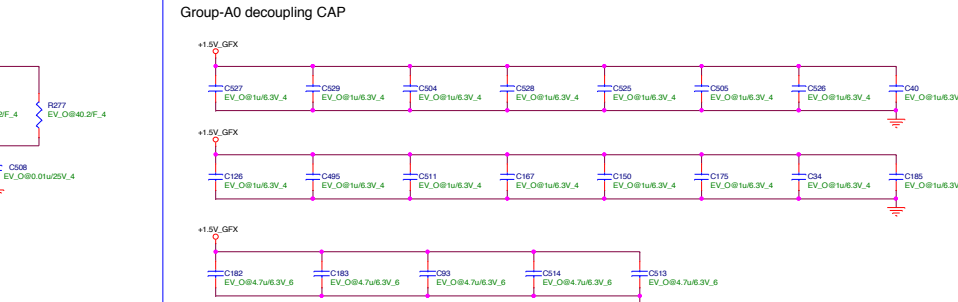 Group-A0 decoupling CAP
+1.5V_GFX
C527
EV_O@1u/6.3V_4
C529
EV_O@1u/6.3V_4
C504
EV_O@1u/6.3V_4
C528
EV_O@1u/6.3V_4
C525
EV_O@1u/6.3V_4
C505
EV_O@1u/6.3V_4
C526
EV_O@1u/6.3V_4
C40
EV_O@1u/6.3V
R277
EV_O@40.2/F_4
2/F_4
+1.5V_GFX
C508
EV_O@0.01u/25V_4
C126
EV_O@1u/6.3V_4
C495
EV_O@1u/6.3V_4
C511
EV_O@1u/6.3V_4
C167
EV_O@1u/6.3V_4
C150
EV_O@1u/6.3V_4
C175
EV_O@1u/6.3V_4
C34
EV_O@1u/6.3V_4
C185
EV_O@1u/6.3V
+1.5V_GFX
C182
EV_O@4.7u/6.3V_6
C183
EV_O@4.7u/6.3V_6
C93
EV_O@4.7u/6.3V_6
C514
EV_O@4.7u/6.3V_6
C513
EV_O@4.7u/6.3V_6